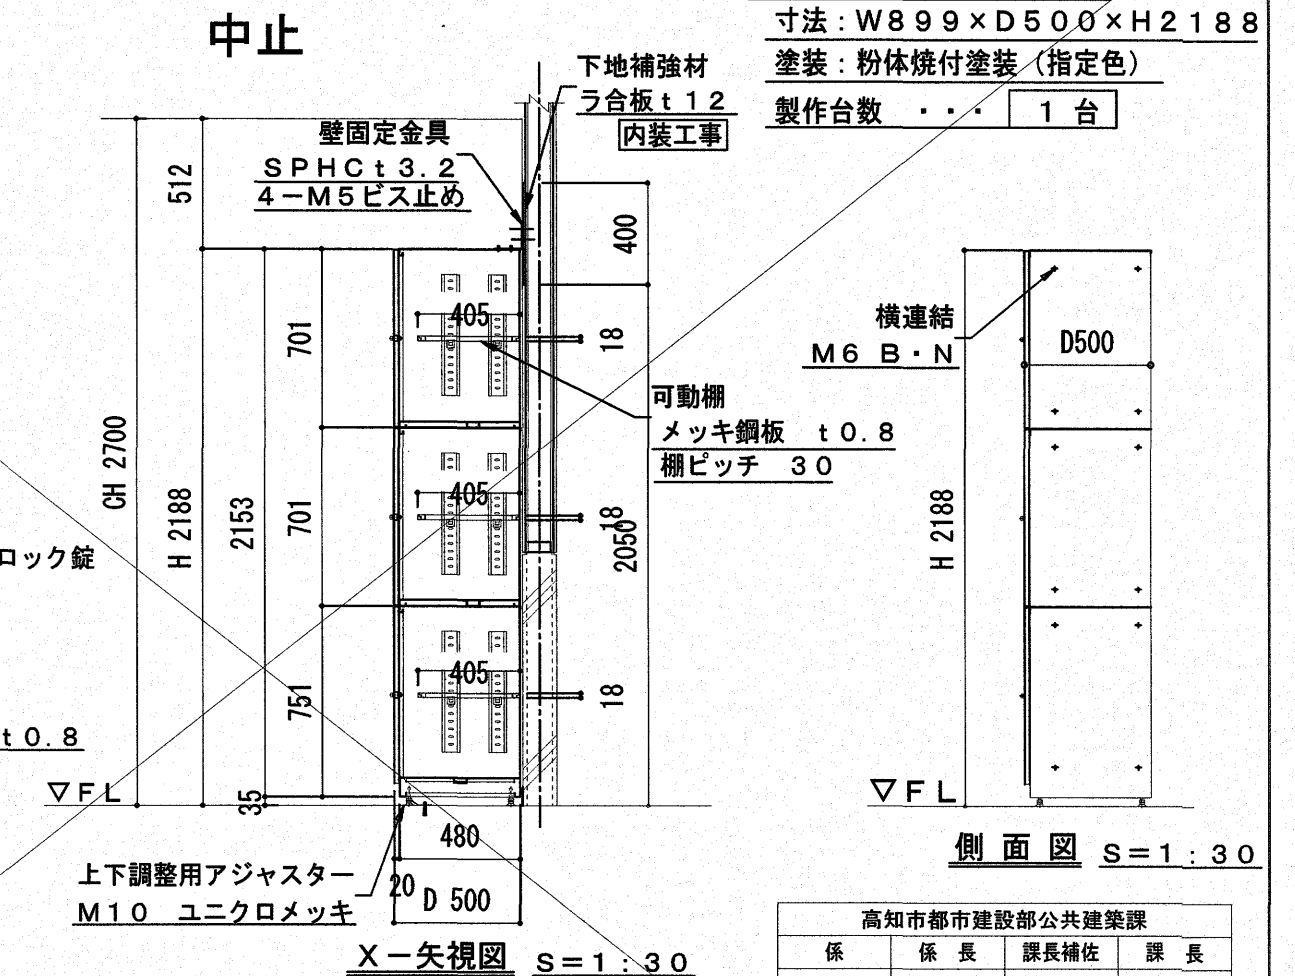 中止
寸法：W899×D500×H2188
塗装：粉体焼付塗装（指定色）
製作台数 ・・・ 1 台
下地補強材
ラ合板t12
内装工事
壁固定金具
SPHCt3.2
4－M5ビス止め
512
400
405
701
18
可動棚
メッキ鋼板 t0.8
棚ピッチ 30
横連結
M6 B・N
D500
CH 2700
H 2188
2153
701
405
18
2050
H 2188
ロック錠
405
751
18
t0.8
▽FL
35
480
20
D 500
上下調整用アジャスター
M10 ユニクロメッキ
X－矢視図 S＝1：30
▽FL
側面図 S＝1：30
高知市都市建設部公共建築課
係 係長 課長補佐 課長